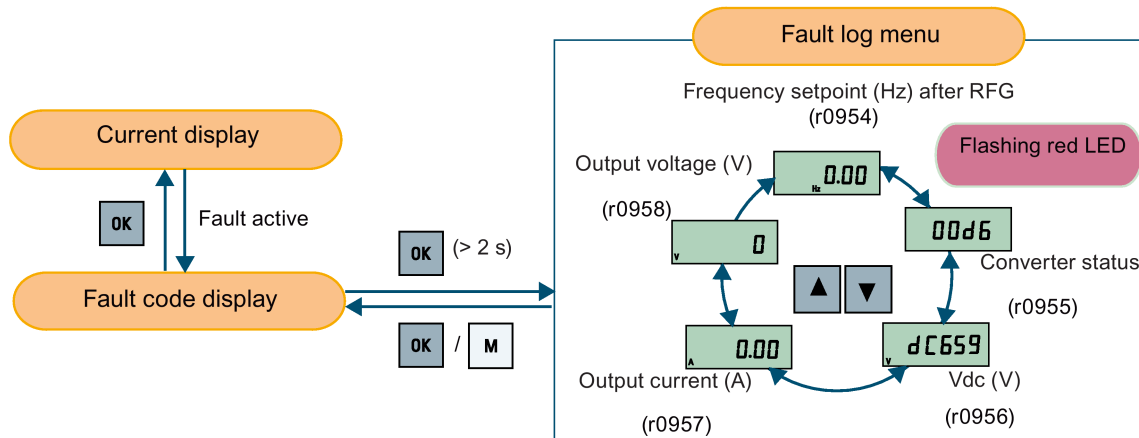 Fault log menu
Frequency setpoint (Hz) after RFG
(r0954)
Current display
Flashing red LED
Output voltage (V)
Hz 0.00
(r0958)
OK
Fault active
00d6
V 0
OK (> 2 s)
Converter status
(r0955)
Fault code display
OK / M
A 0.00
V dC659
Output current (A)
Vdc (V)
(r0957)
(r0956)